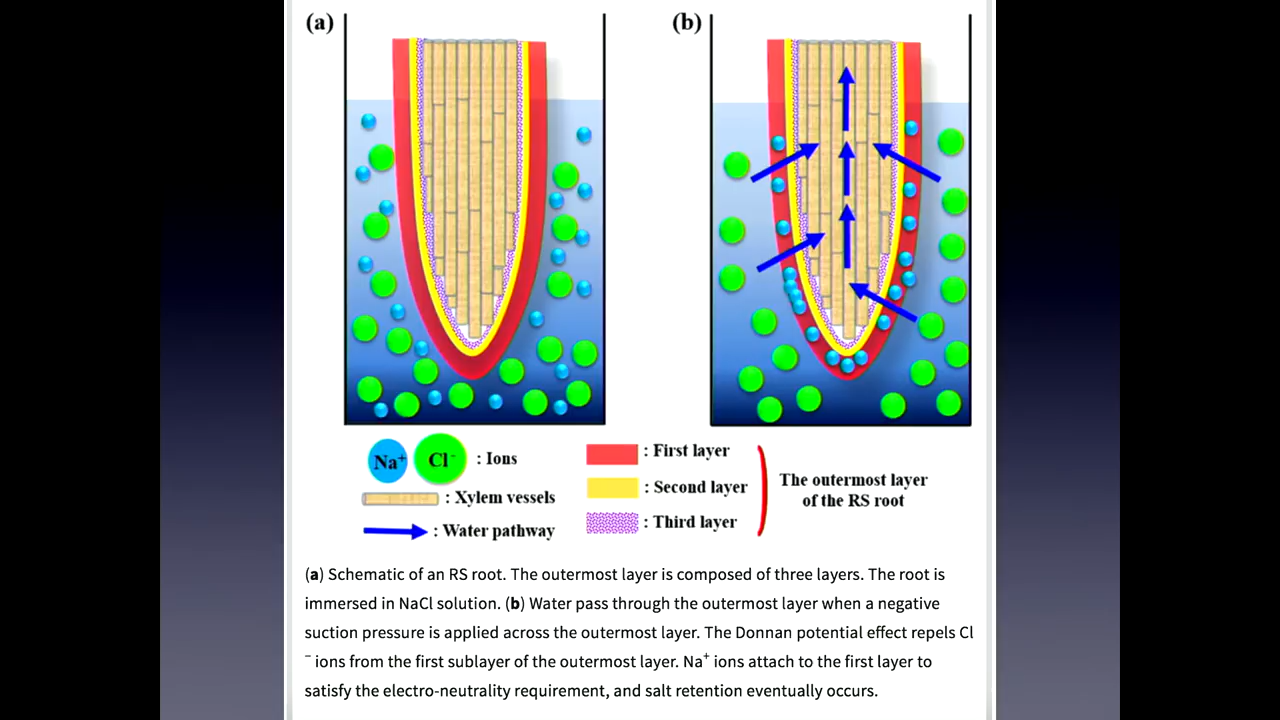 (a)
(b)
Na⁺ Cl⁻ : Ions
: Xylem vessels
: Water pathway
: First layer
: Second layer
: Third layer
The outermost layer
of the RS root
(a) Schematic of an RS root. The outermost layer is composed of three layers. The root is
immersed in NaCl solution. (b) Water pass through the outermost layer when a negative
suction pressure is applied across the outermost layer. The Donnan potential effect repels Cl
⁻ ions from the first sublayer of the outermost layer. Na⁺ ions attach to the first layer to
satisfy the electro-neutrality requirement, and salt retention eventually occurs.